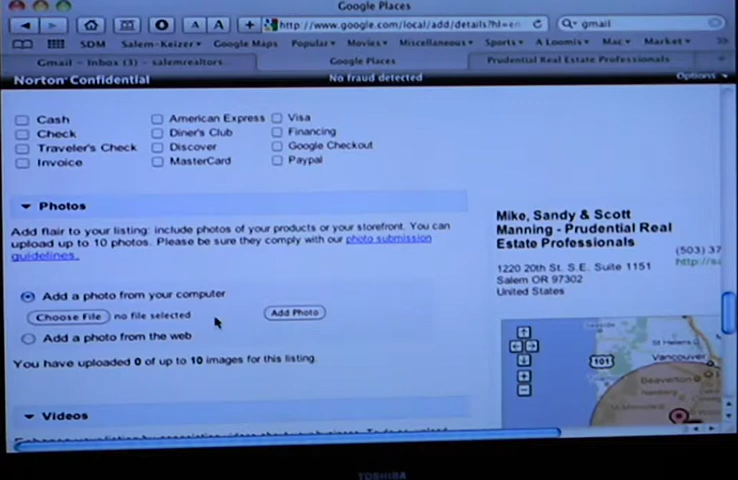 Google Places
A A + http://www.google.com/local/add/details?hl=en gmail
SDM Salem-Keizer Google Maps Popular Movies Miscellaneous Sports A Loomis Mac Market
Gmail - Inbox (3) - salemrealtors Google Places Prudential Real Estate Professionals
Norton Confidential No fraud detected Options
Cash American Express Visa
Check Diner's Club Financing
Traveler's Check Discover Google Checkout
Invoice MasterCard Paypal
Photos
Add flair to your listing: include photos of your products or your storefront. You can
upload up to 10 photos. Please be sure they comply with our photo submission
guidelines.
Add a photo from your computer
Choose File no file selected Add Photo
Add a photo from the web
You have uploaded 0 of up to 10 images for this listing.
Videos
Mike, Sandy & Scott
Manning - Prudential Real
Estate Professionals
(503) 37
1220 20th St. S.E. Suite 1151
Salem OR 97302
United States
101
Vancouver
Beaverton
TOSHIBA